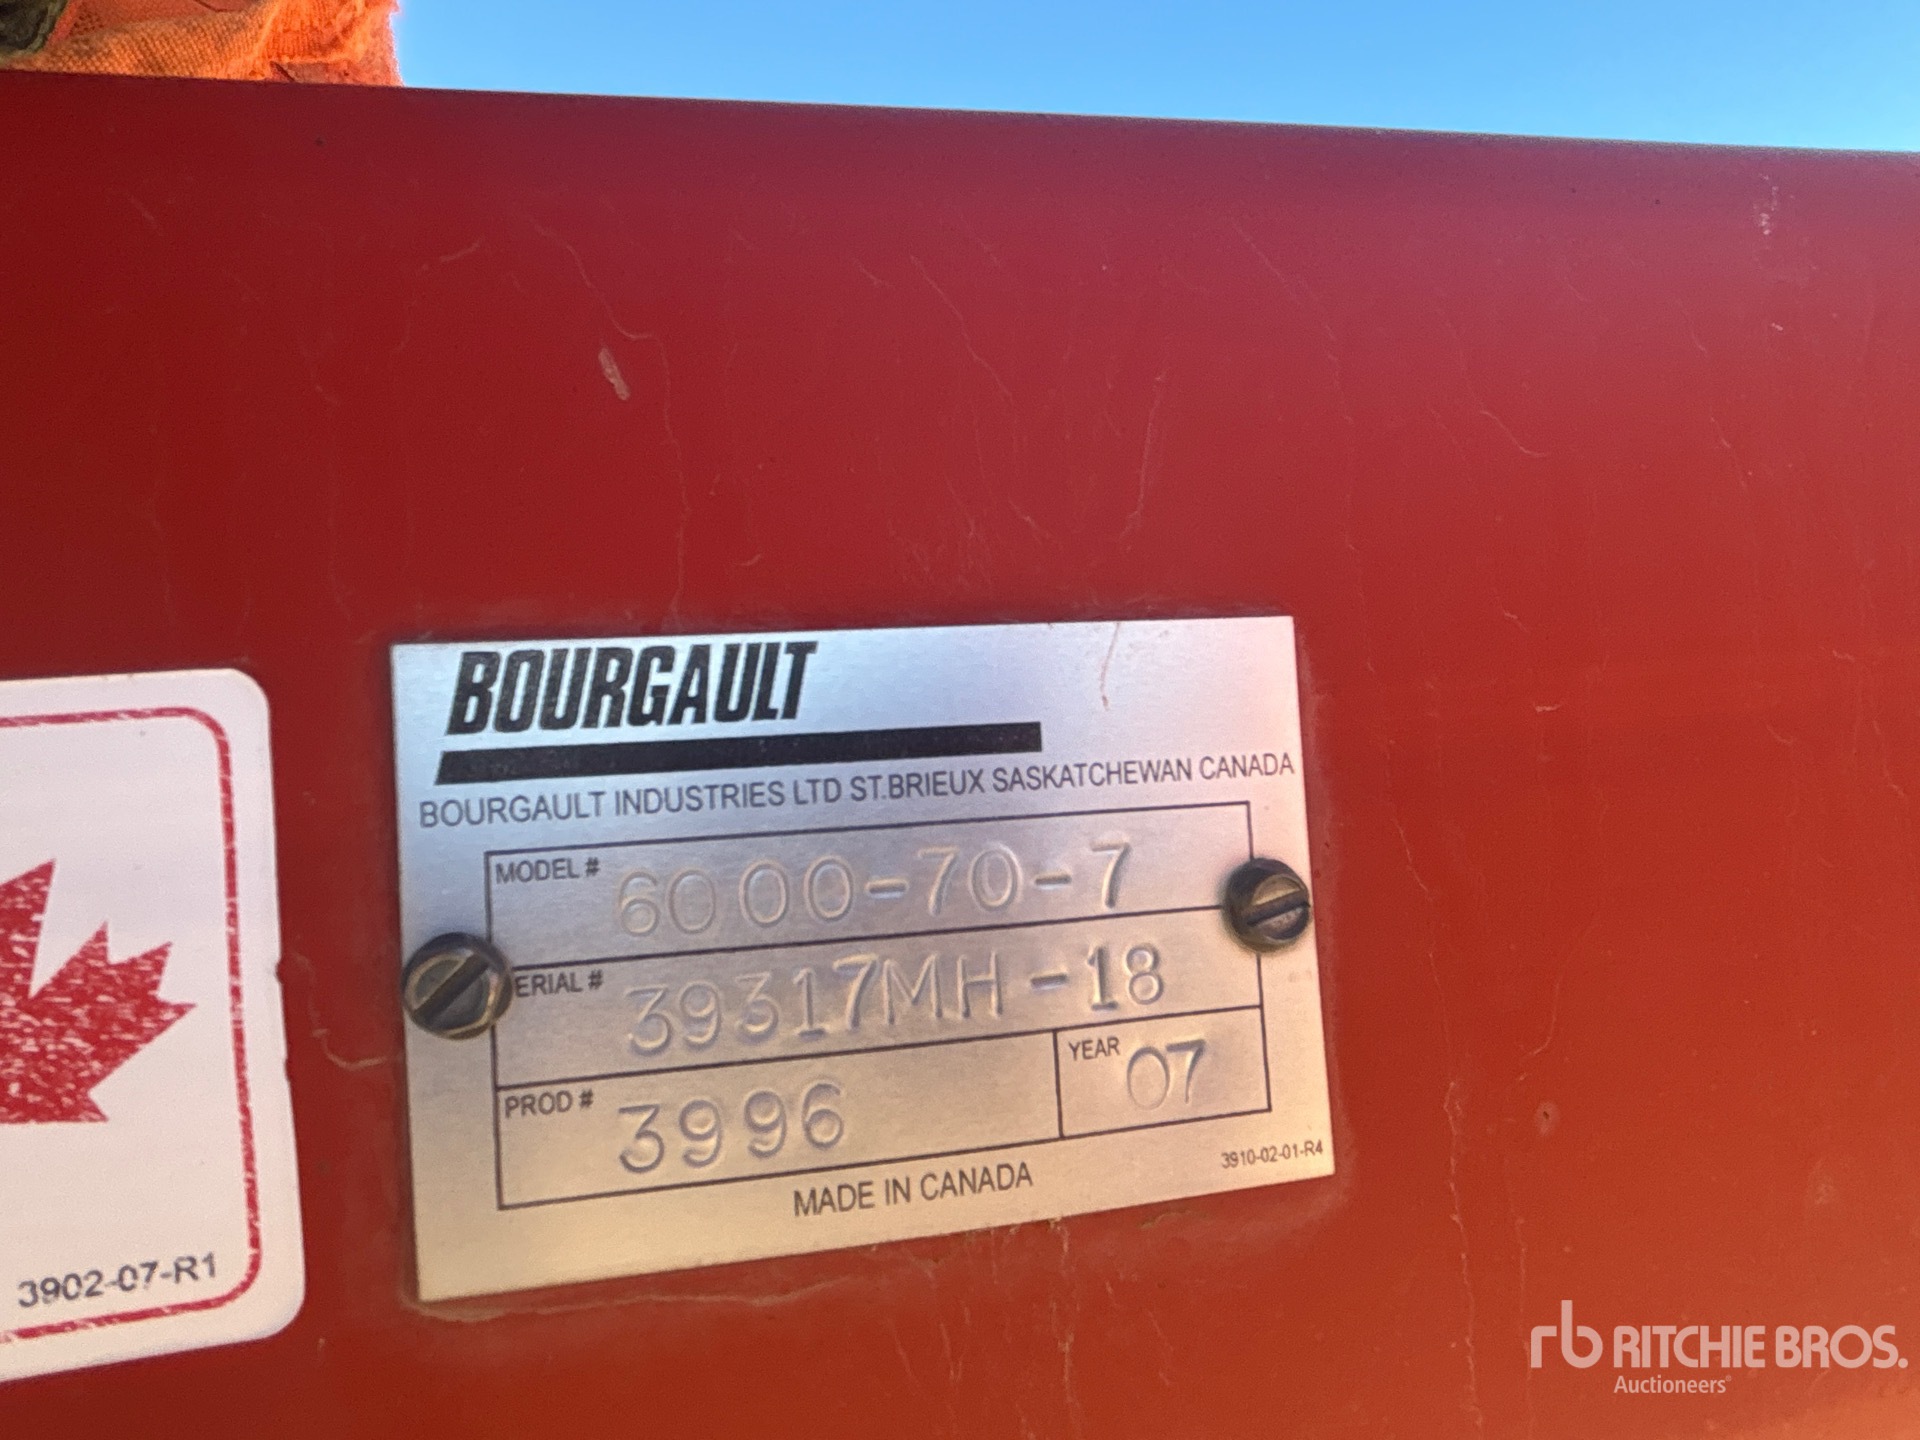 BOURGAULT
BOURGAULT INDUSTRIES LTD ST.BRIEUX SASKATCHEWAN CANADA
MODEL # 6000-70-7
ERIAL # 39317MH-18
PROD # 3996
YEAR 07
3910-02-01-R4
MADE IN CANADA
3902-07-R1
rb RITCHIE BROS.
Auctioneers